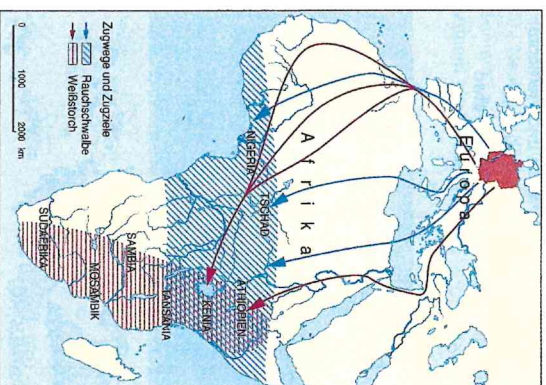 Europa
Afrika
NIGERIA
TSCHAD
ÄTHIOPIEN
KENIA
TANSANIA
SAMBIA
MOSAMBIK
SÜDAFRIKA
Zugwege und Zugziele
Rauchschwalbe
Weißstorch
0 1000 2000 km